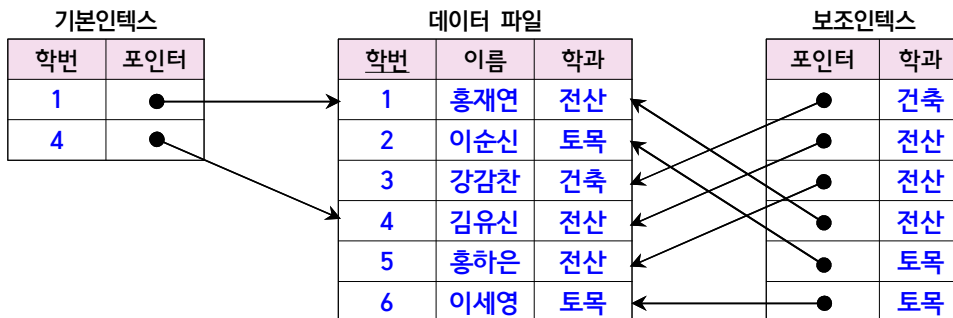 기본인텍스 데이터 파일 보조인텍스
학번 포인터 학번 이름 학과 포인터 학과
1 1 홍재연 전산 건축
4 2 이순신 토목 전산
3 강감찬 건축 전산
4 김유신 전산 전산
5 홍하은 전산 토목
6 이세영 토목 토목